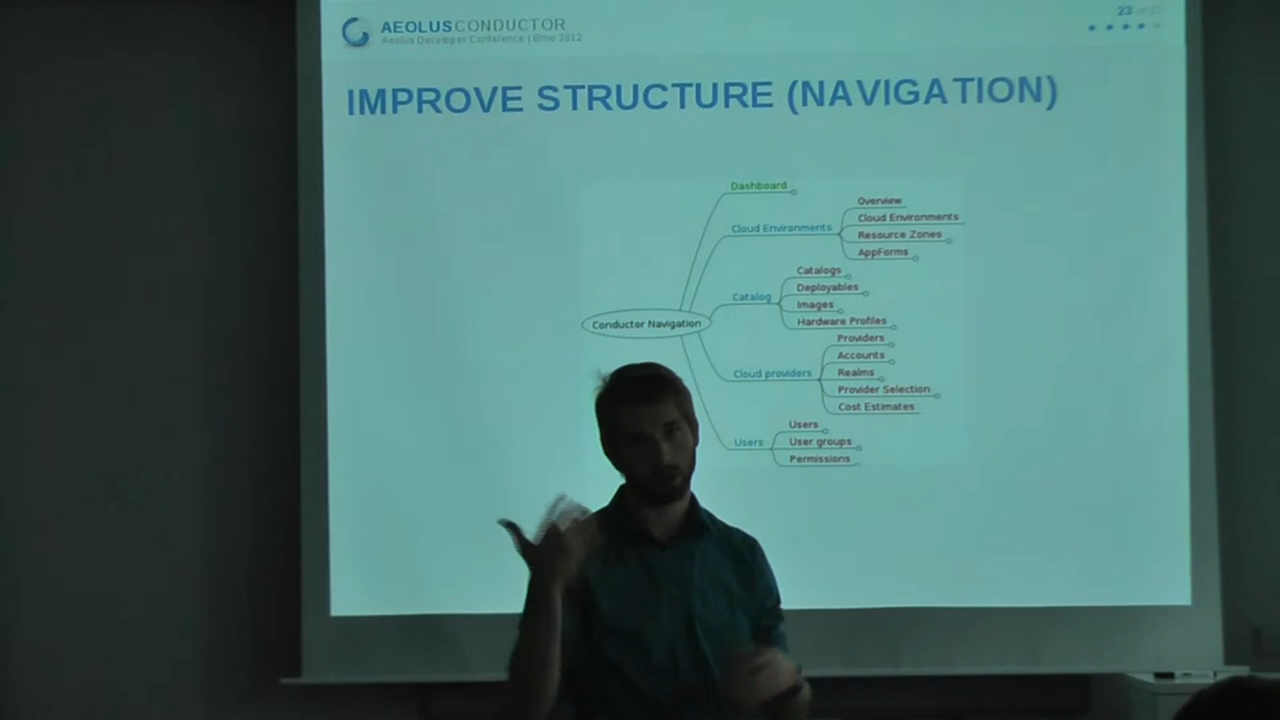 AEOLUS CONDUCTOR
Aeolus Developer Conference | Brno 2012
23 of 27
IMPROVE STRUCTURE (NAVIGATION)
Conductor Navigation
Dashboard
Cloud Environments
Overview
Cloud Environments
Resource Zones
AppForms
Catalog
Catalogs
Deployables
Images
Hardware Profiles
Cloud providers
Providers
Accounts
Realms
Provider Selection
Cost Estimates
Users
Users
User groups
Permissions